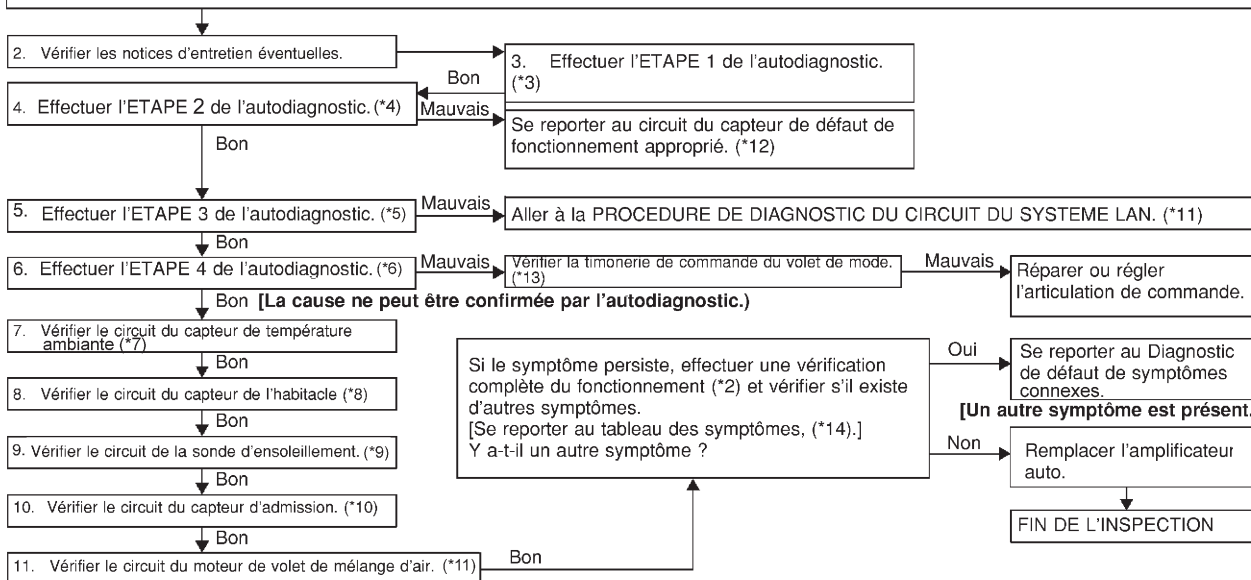 2. Vérifier les notices d'entretien éventuelles.
3. Effectuer l'ETAPE 1 de l'autodiagnostic.
(*3)
Bon
4. Effectuer l'ETAPE 2 de l'autodiagnostic. (*4)
Mauvais
Se reporter au circuit du capteur de défaut de
fonctionnement approprié. (*12)
Bon
5. Effectuer l'ETAPE 3 de l'autodiagnostic. (*5)
Mauvais
Aller à la PROCEDURE DE DIAGNOSTIC DU CIRCUIT DU SYSTEME LAN. (*11)
Bon
6. Effectuer l'ETAPE 4 de l'autodiagnostic. (*6)
Mauvais
Vérifier la timonerie de commande du volet de mode.
(*13)
Mauvais
Réparer ou régler
l'articulation de commande.
Bon [La cause ne peut être confirmée par l'autodiagnostic.)
7. Vérifier le circuit du capteur de température
ambiante (*7)
Bon
8. Vérifier le circuit du capteur de l'habitacle (*8)
Bon
9. Vérifier le circuit de la sonde d'ensoleillement. (*9)
Bon
10. Vérifier le circuit du capteur d'admission. (*10)
Bon
11. Vérifier le circuit du moteur de volet de mélange d'air. (*11)
Bon
Si le symptôme persiste, effectuer une vérification
complète du fonctionnement (*2) et vérifier s'il existe
d'autres symptômes.
[Se reporter au tableau des symptômes, (*14).]
Y a-t-il un autre symptôme ?
Oui
Se reporter au Diagnostic
de défaut de symptômes
connexes.
[Un autre symptôme est présent.
Non
Remplacer l'amplificateur
auto.
FIN DE L'INSPECTION